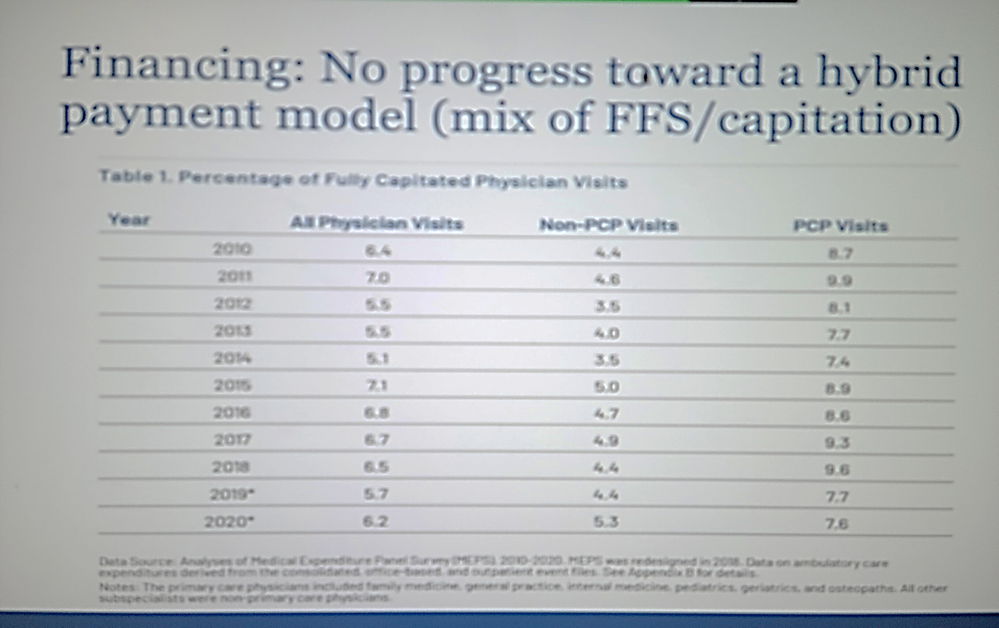 Financing: No progress toward a hybrid
payment model (mix of FFS/capitation)
Table 1. Percentage of Fully Capitated Physician Visits
Year All Physician Visits Non-PCP Visits PCP Visits
2010 6.4 4.4 8.7
2011 7.0 4.6 9.9
2012 5.5 3.5 8.1
2013 5.5 4.0 7.7
2014 5.1 3.5 7.4
2015 7.1 5.0 8.9
2016 6.8 4.7 8.6
2017 6.7 4.9 9.3
2018 6.5 4.4 9.6
2019* 5.7 4.4 7.7
2020* 6.2 5.3 7.6
Data Source: Analyses of Medical Expenditure Panel Survey (MEPS), 2010-2020. MEPS was redesigned in 2018. Data on ambulatory care
expenditures derived from the consolidated, office-based, and outpatient event files. See Appendix B for details.
Notes: The primary care physicians included family medicine, general practice, internal medicine, pediatrics, geriatrics, and osteopaths. All other
subspecialists were non-primary care physicians.